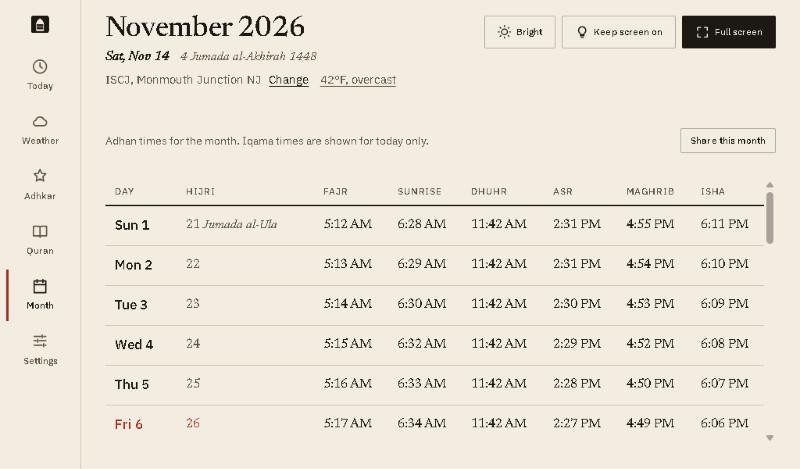 November 2026
Bright
Keep screen on
Full screen
Sat, Nov 14 4 Jumada al-Akhirah 1448
ISCJ, Monmouth Junction NJ Change 42°F, overcast
Today
Weather
Adhkar
Quran
Month
Settings
Adhan times for the month. Iqama times are shown for today only.
Share this month
DAY HIJRI FAJR SUNRISE DHUHR ASR MAGHRIB ISHA
Sun 1 21 Jumada al-Ula 5:12 AM 6:28 AM 11:42 AM 2:31 PM 4:55 PM 6:11 PM
Mon 2 22 5:13 AM 6:29 AM 11:42 AM 2:31 PM 4:54 PM 6:10 PM
Tue 3 23 5:14 AM 6:30 AM 11:42 AM 2:30 PM 4:53 PM 6:09 PM
Wed 4 24 5:15 AM 6:32 AM 11:42 AM 2:29 PM 4:52 PM 6:08 PM
Thu 5 25 5:16 AM 6:33 AM 11:42 AM 2:28 PM 4:50 PM 6:07 PM
Fri 6 26 5:17 AM 6:34 AM 11:42 AM 2:27 PM 4:49 PM 6:06 PM